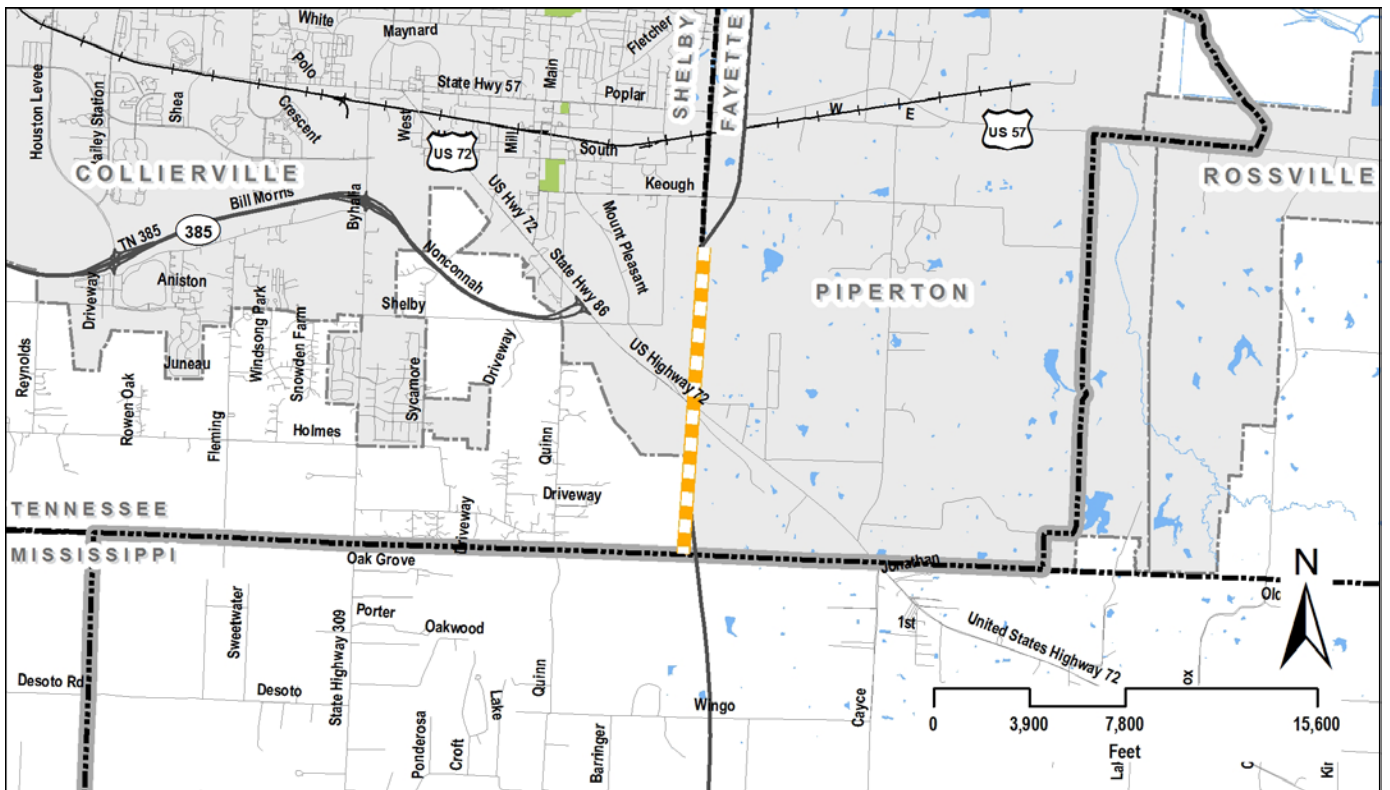 White
Maynard
Fletcher
SHELBY
FAYETTE
Houston Levee
ailey Station
Shea
Polo
Crescent
State Hwy 57
Main
Poplar
West
US 72
Mill
South
W
E
US 57
COLLIERVILLE
Keough
ROSSVILLE
Bill Morris
Byhalia
TN 385
385
US Hwy 72
Mount Pleasant
Nonconnah
State Hwy 86
Aniston
Driveway
Shelby
PIPERTON
Windsong Park
Snowden Farm
Driveway
US Highway 72
Reynolds
Juneau
Rowen Oak
Fleming
Sycamore
Holmes
Quinn
Driveway
Driveway
TENNESSEE
MISSISSIPPI
Oak Grove
Jonathan
N
Old
Sweetwater
State Highway 309
Porter
Oakwood
1st
United States Highway 72
Quinn
Desoto Rd
Desoto
Lake
Wingo
Cayce
ox
Ponderosa
Croft
Barringer
0
3,900
7,800
15,600
Feet
Lal
C
Kir